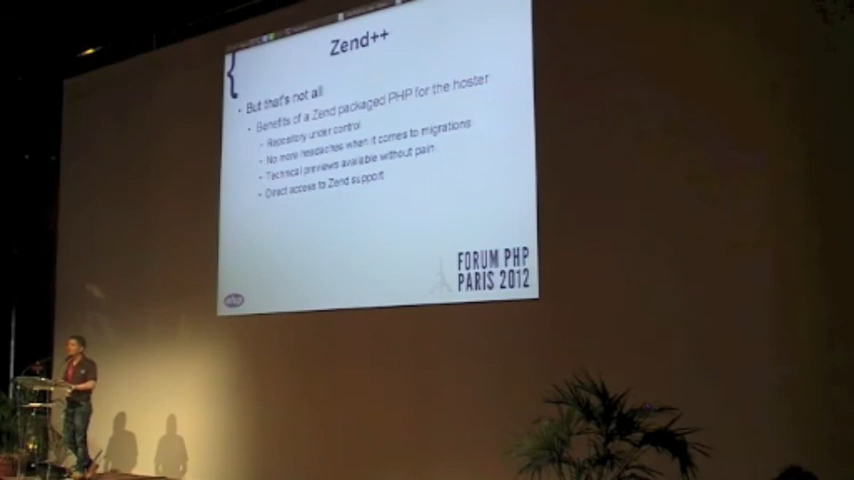 Zend++
But that's not all
Benefits of a Zend packaged PHP for the hoster
Repository under control
No more headaches when it comes to migrations
Technical previews available without pain
Direct access to Zend support
FORUM PHP
PARIS 2012
afup